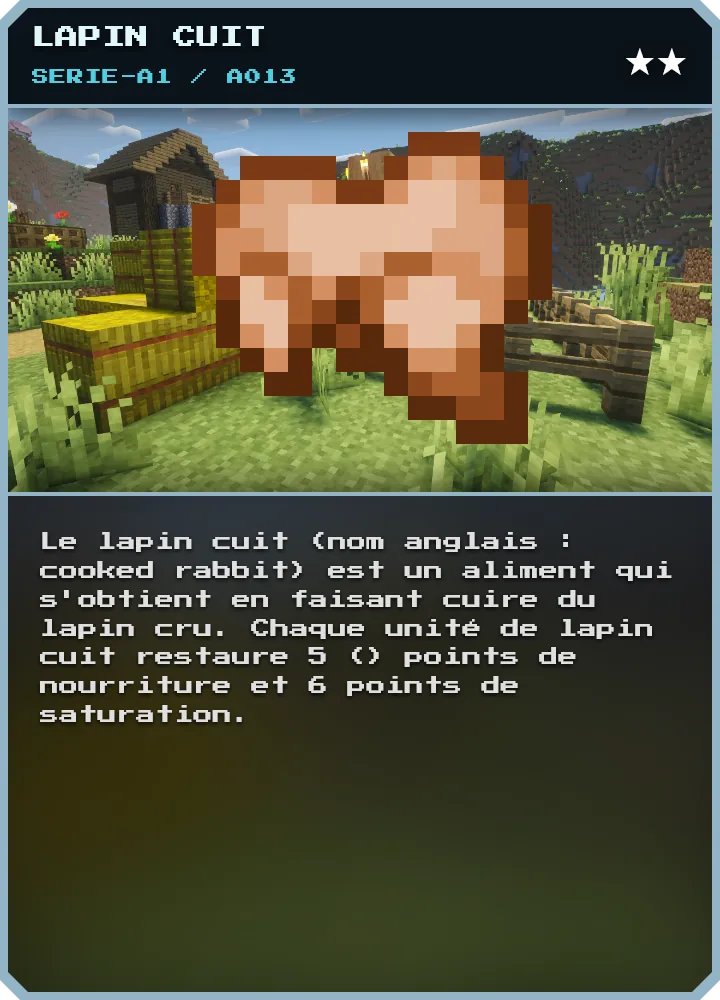 LAPIN CUIT
SERIE-A1 / A013
Le lapin cuit (nom anglais :
cooked rabbit) est un aliment qui
s'obtient en faisant cuire du
lapin cru. Chaque unité de lapin
cuit restaure 5 () points de
nourriture et 6 points de
saturation.